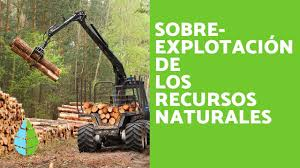 SOBRE-
EXPLOTACIÓN
DE
LOS
RECURSOS
NATURALES